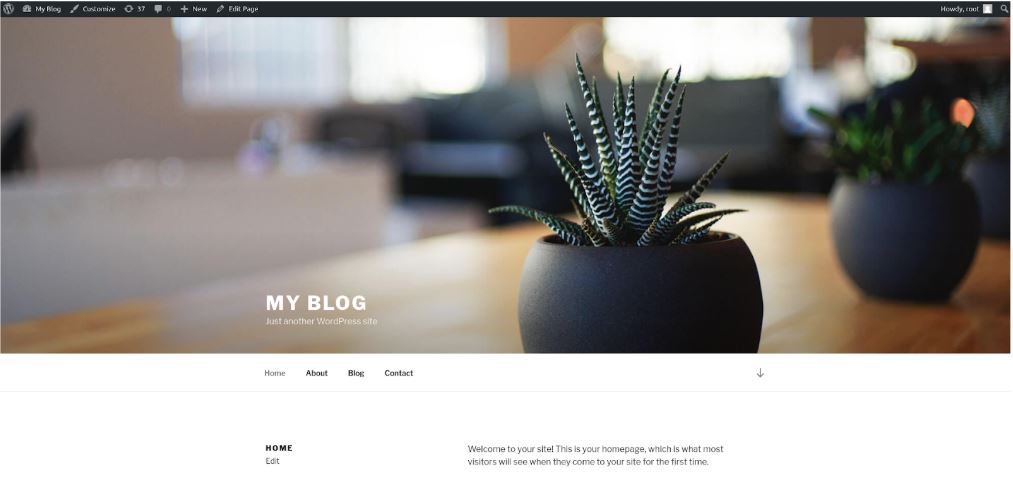 My Blog Customize 37 0 New Edit Page Howdy, root
MY BLOG
Just another WordPress site
Home About Blog Contact
HOME
Edit
Welcome to your site! This is your homepage, which is what most
visitors will see when they come to your site for the first time.